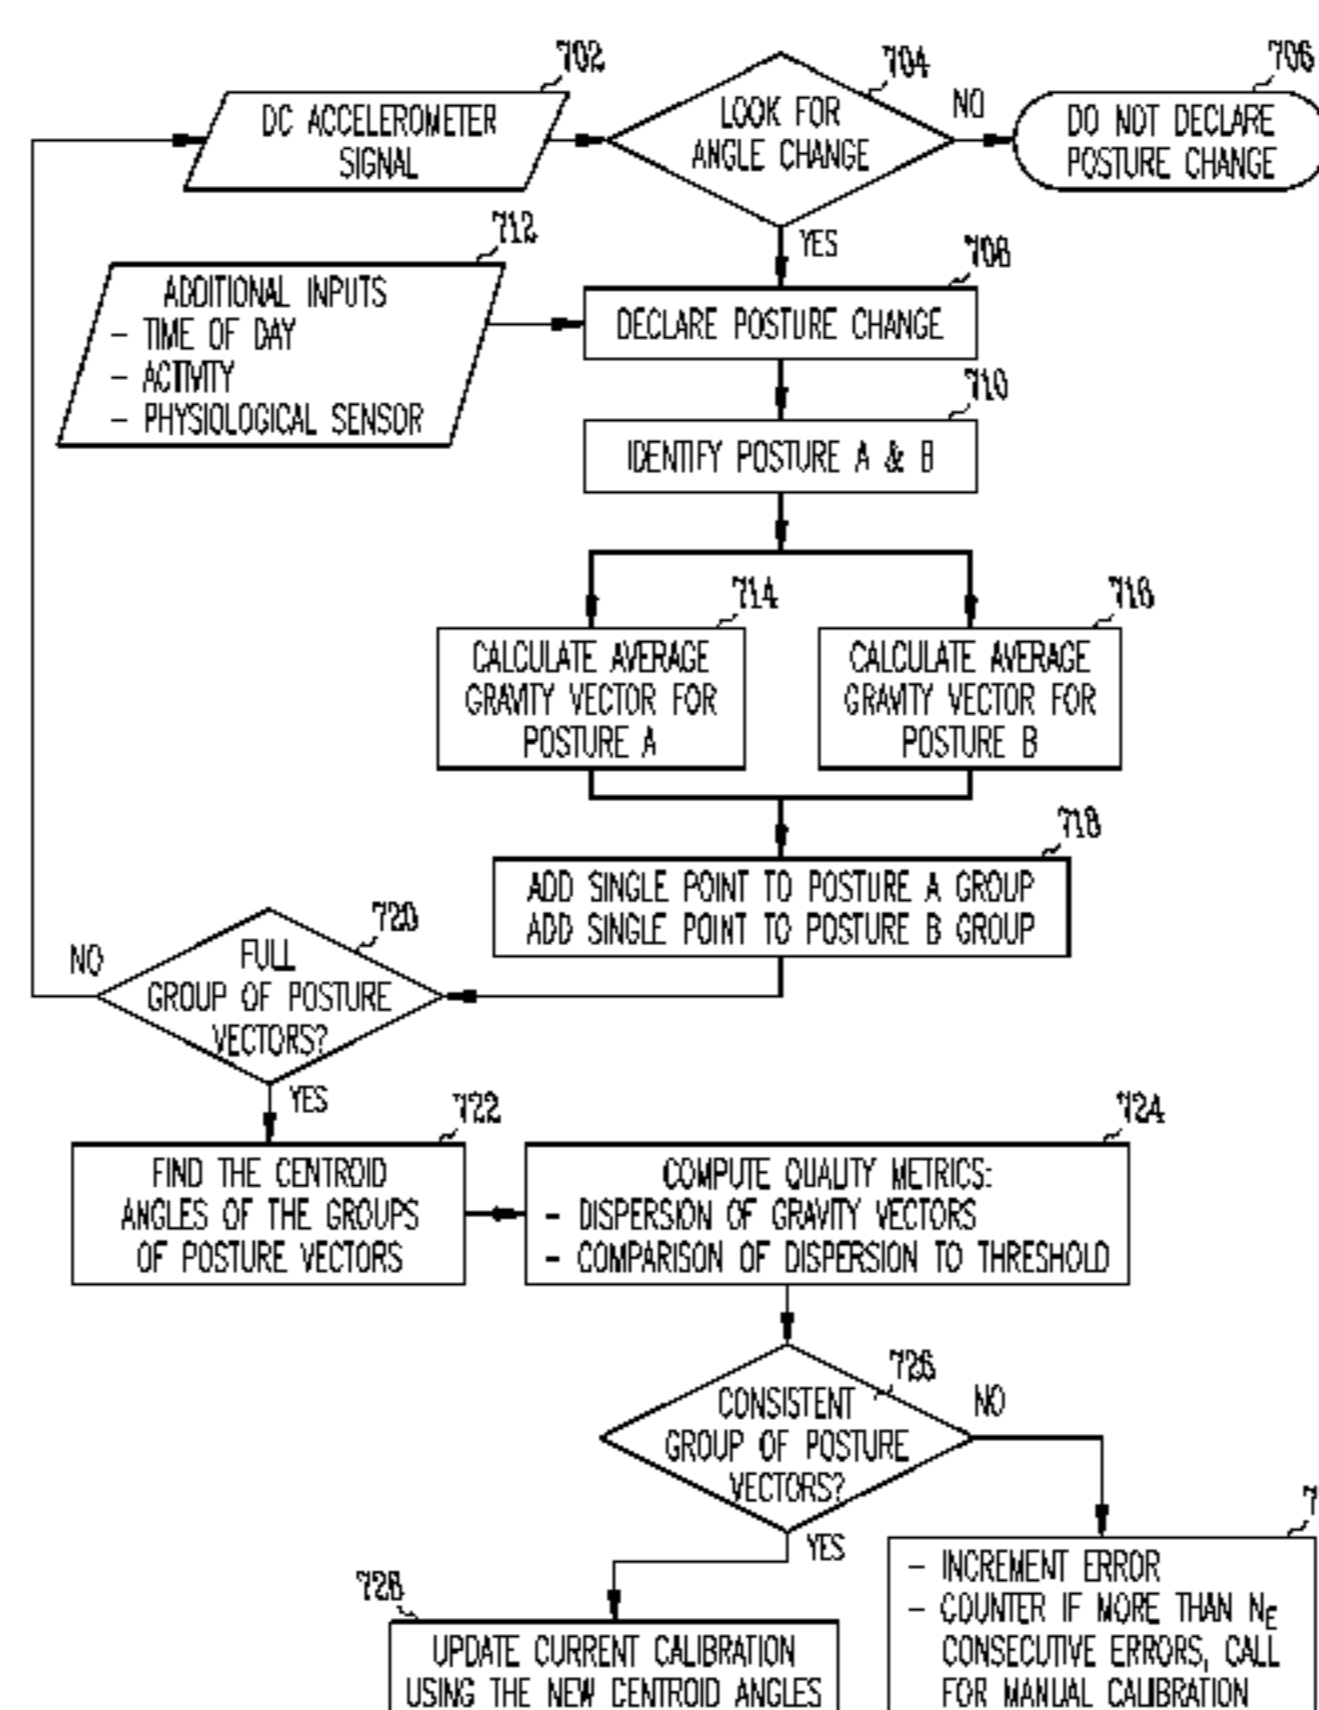 702
DC ACCELEROMETER
SIGNAL
704
LOOK FOR
ANGLE CHANGE
NO
706
DO NOT DECLARE
POSTURE CHANGE
YES
712
ADDITIONAL INPUTS
- TIME OF DAY
- ACTIVITY
- PHYSIOLOGICAL SENSOR
708
DECLARE POSTURE CHANGE
710
IDENTIFY POSTURE A & B
714
CALCULATE AVERAGE
GRAVITY VECTOR FOR
POSTURE A
716
CALCULATE AVERAGE
GRAVITY VECTOR FOR
POSTURE B
718
ADD SINGLE POINT TO POSTURE A GROUP
ADD SINGLE POINT TO POSTURE B GROUP
720
NO
FULL
GROUP OF POSTURE
VECTORS?
YES
722
FIND THE CENTROID
ANGLES OF THE GROUPS
OF POSTURE VECTORS
724
COMPUTE QUALITY METRICS:
- DISPERSION OF GRAVITY VECTORS
- COMPARISON OF DISPERSION TO THRESHOLD
726
CONSISTENT
GROUP OF POSTURE
VECTORS?
NO
YES
728
UPDATE CURRENT CALIBRATION
USING THE NEW CENTROID ANGLES
7
- INCREMENT ERROR
- COUNTER IF MORE THAN NE
CONSECUTIVE ERRORS, CALL
FOR MANUAL CALIBRATION